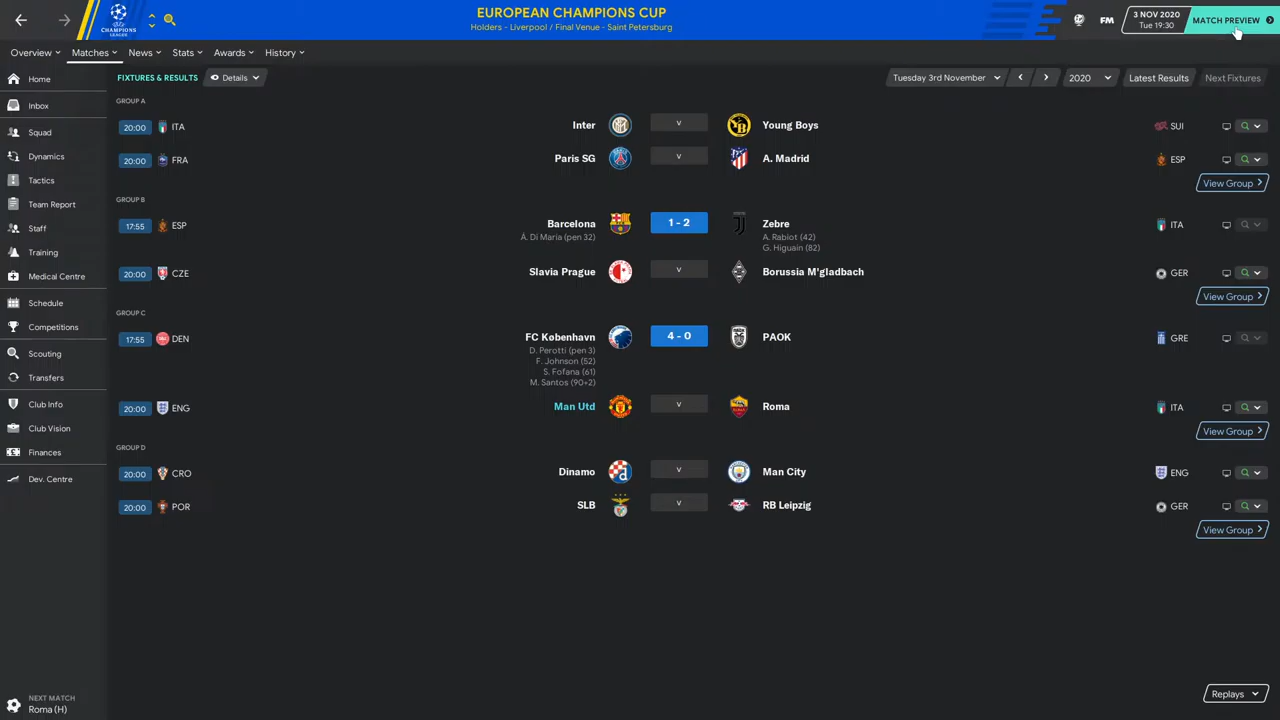 EUROPEAN CHAMPIONS CUP
Holders - Liverpool / Final Venue - Saint Petersburg
CHAMPIONS LEAGUE
FM
3 NOV 2020
Tue 19:30
MATCH PREVIEW
Overview
Matches
News
Stats
Awards
History
Home
Inbox
Squad
Dynamics
Tactics
Team Report
Staff
Training
Medical Centre
Schedule
Competitions
Scouting
Transfers
Club Info
Club Vision
Finances
Dev. Centre
NEXT MATCH
Roma (H)
FIXTURES & RESULTS
Details
Tuesday 3rd November
2020
Latest Results
Next Fixtures
GROUP A
20:00 ITA Inter v Young Boys SUI
20:00 FRA Paris SG v A. Madrid ESP
View Group
GROUP B
17:55 ESP Barcelona 1 - 2 Zebre ITA
Á. Di María (pen 32) A. Rabiot (42)
G. Higuaín (82)
20:00 CZE Slavia Prague v Borussia M'gladbach GER
View Group
GROUP C
17:55 DEN FC København 4 - 0 PAOK GRE
D. Perotti (pen 3)
F. Johnson (52)
S. Fofana (61)
M. Santos (90+2)
20:00 ENG Man Utd v Roma ITA
View Group
GROUP D
20:00 CRO Dinamo v Man City ENG
20:00 POR SLB v RB Leipzig GER
View Group
Replays